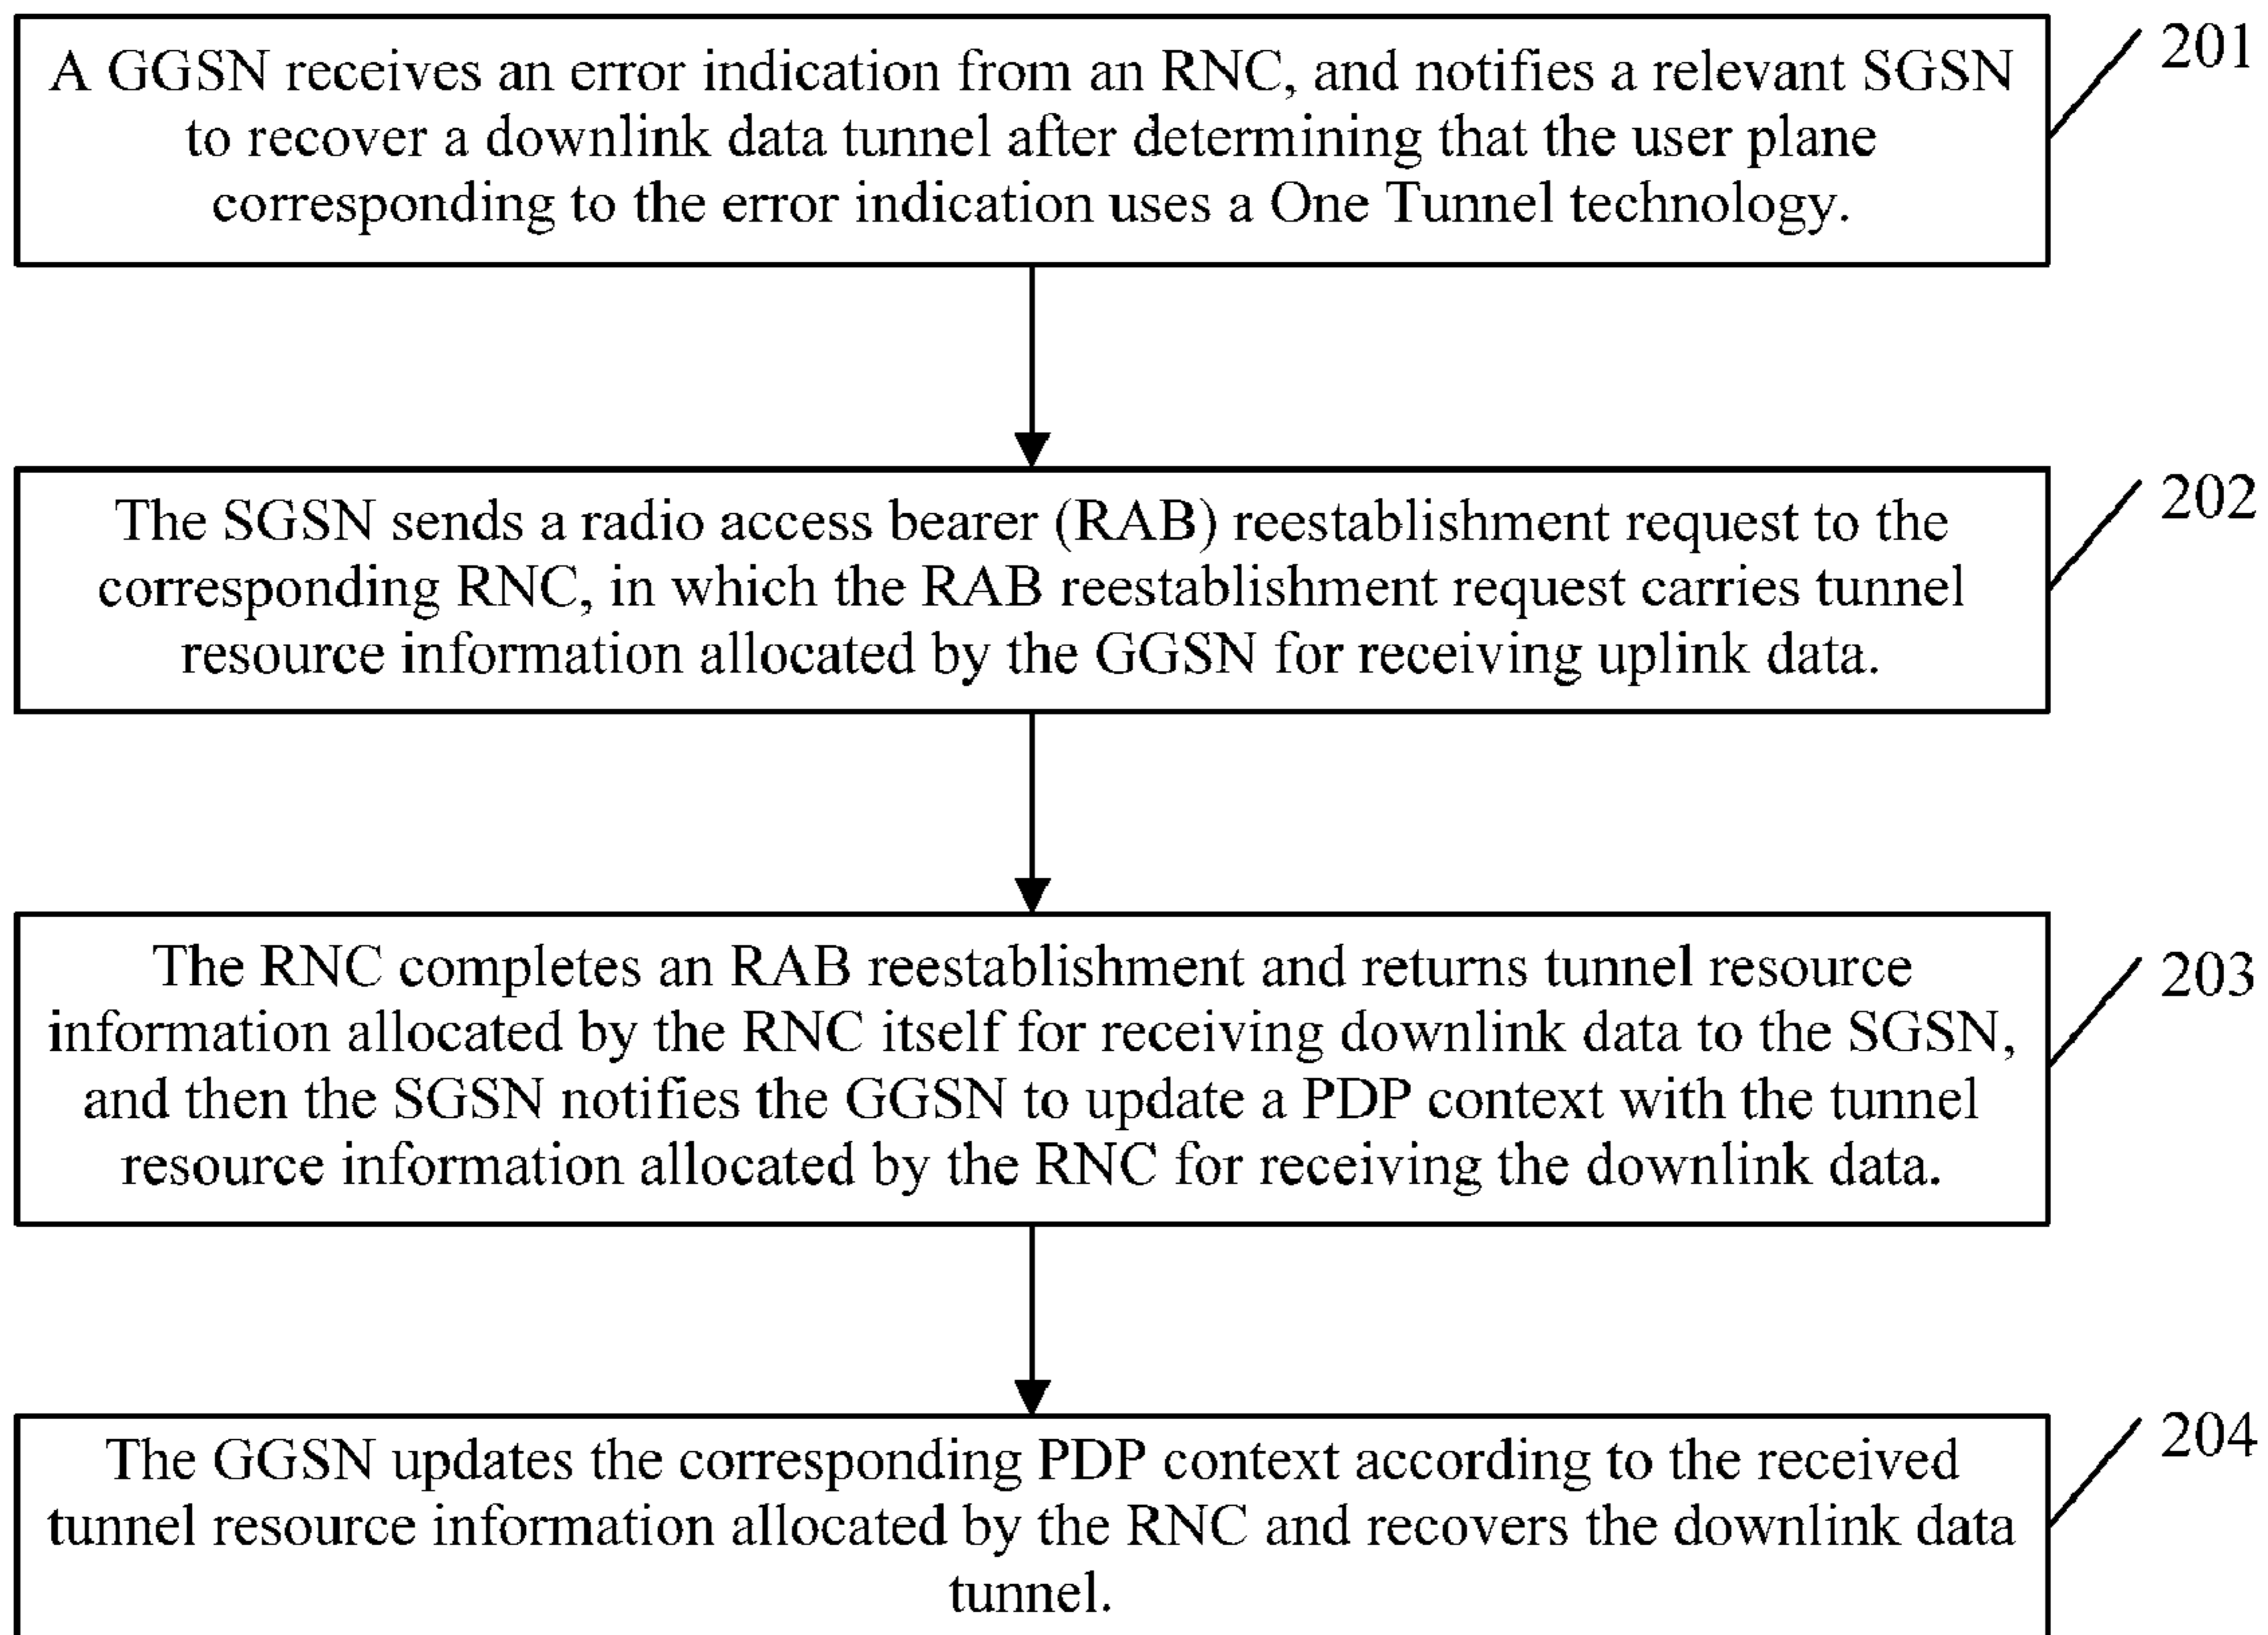 A GGSN receives an error indication from an RNC, and notifies a relevant SGSN
to recover a downlink data tunnel after determining that the user plane
corresponding to the error indication uses a One Tunnel technology.
201
The SGSN sends a radio access bearer (RAB) reestablishment request to the
corresponding RNC, in which the RAB reestablishment request carries tunnel
resource information allocated by the GGSN for receiving uplink data.
202
The RNC completes an RAB reestablishment and returns tunnel resource
information allocated by the RNC itself for receiving downlink data to the SGSN,
and then the SGSN notifies the GGSN to update a PDP context with the tunnel
resource information allocated by the RNC for receiving the downlink data.
203
The GGSN updates the corresponding PDP context according to the received
tunnel resource information allocated by the RNC and recovers the downlink data
tunnel.
204